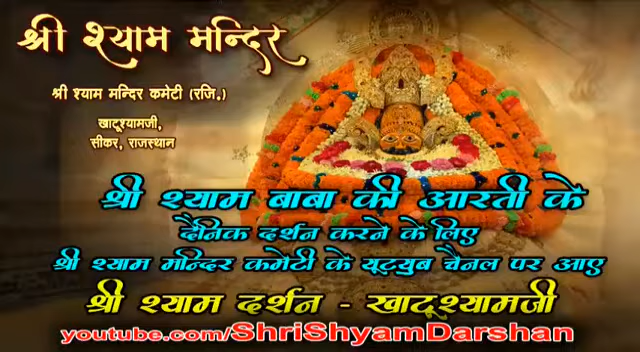 श्री श्याम मन्दिर
श्री श्याम मन्दिर कमेटी (रजि.)
खाटूश्यामजी,
सीकर, राजस्थान
श्री श्याम बाबा की आरती के
दैनिक दर्शन करने के लिए
श्री श्याम मन्दिर कमेटी के यूट्युब चैनल पर आए
श्री श्याम दर्शन - खाटूश्यामजी
youtube.com/ShriShyamDarshan